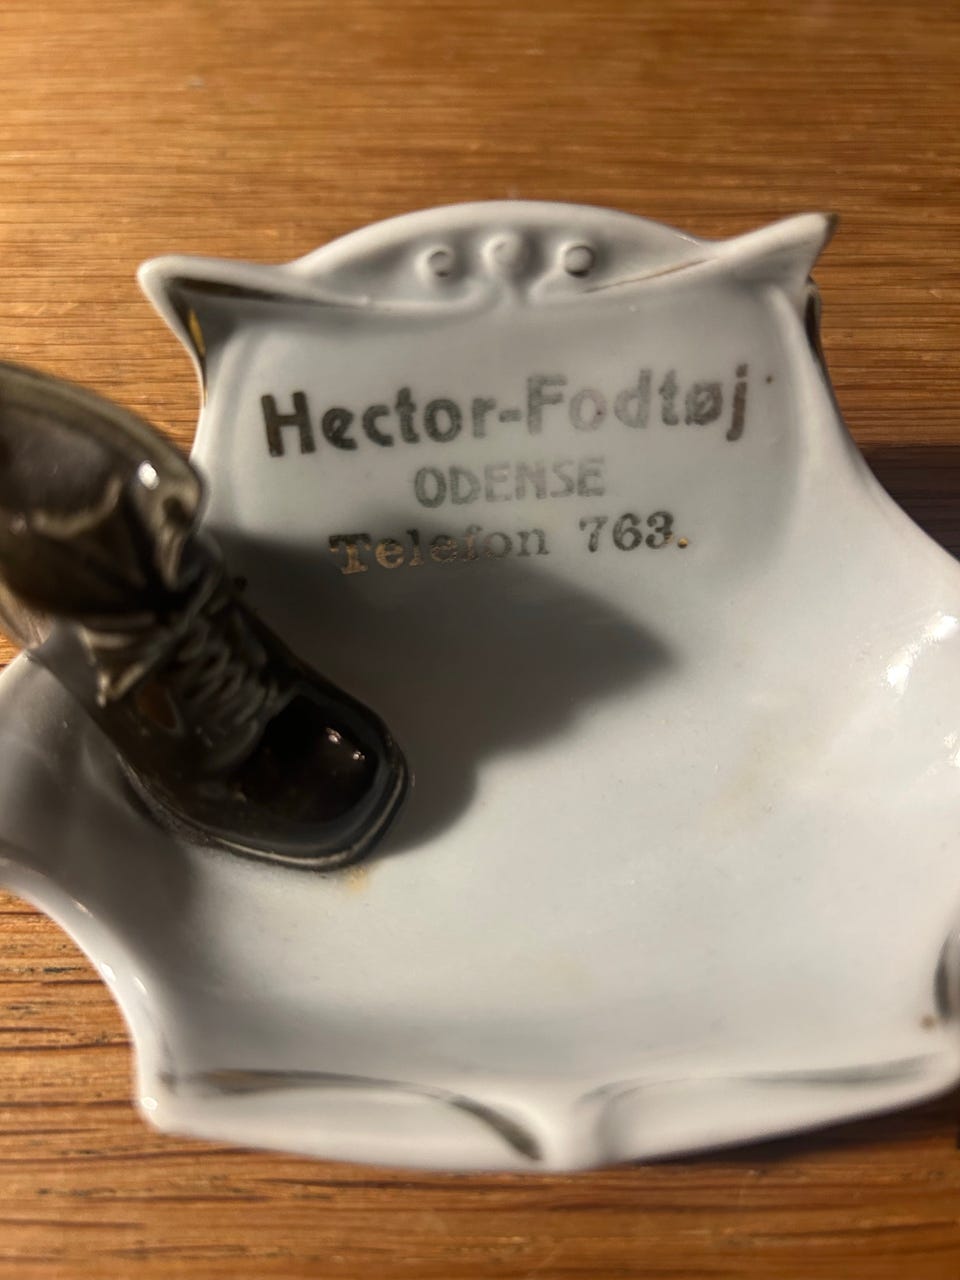 Hector-Fodtøj
ODENSE
Telefon 763.